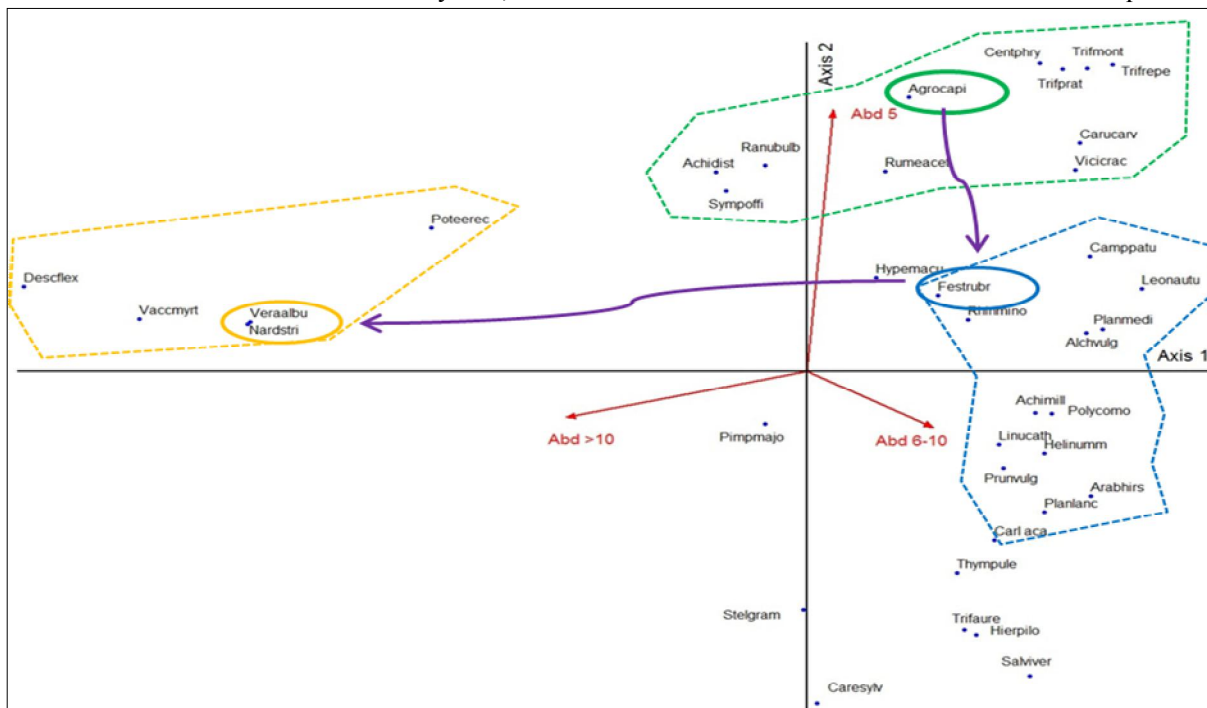 Centphry
Trifmont
Trifprat
Trifrepe
Axis 2
Agrocapi
Abd 5
Ranubulb
Achidist
Sympoffi
Rumeacet
Carucarv
Vicicrac
Poteerec
Descflex
Vaccmyrt
Veraalbu
Nardstri
Hypemacu
Festrubr
Rhinmino
Camppatu
Leonautu
Planmedi
Alchvulg
Axis 1
Abd >10
Abd 6-10
Pimpmajo
Achimill
Polycomo
Linucath
Helinumm
Prunvulg
Arabhirs
Planlanc
Carl aca
Thympule
Stelgram
Trifaure
Hierpilo
Salviver
Caresylv